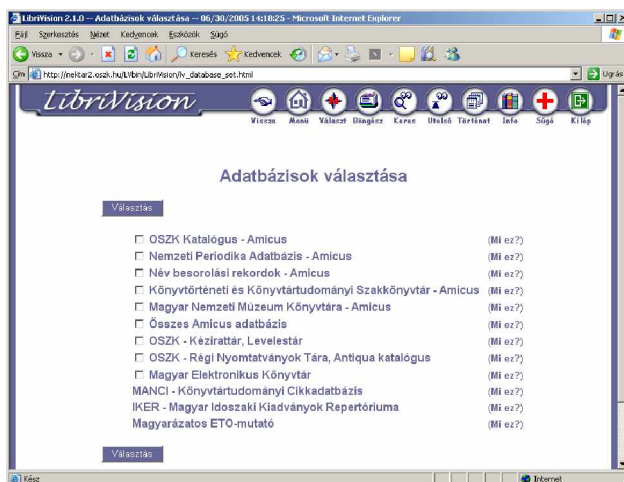 LibriVision 2.1.0 -- Adatbázisok választása -- 06/30/2005 14:18:25 - Microsoft Internet Explorer
Fájl Szerkesztés Nézet Kedvencek Eszközök Súgó
Vissza Keresés Kedvencek
Cím http://nektar2.oszk.hu/LVbin/LibriVision/lv_database_set.html Ugrás
LibriVision
Vissza Menü Választ Böngész Keres Utolsó Történet Info Súgó Kilép
Adatbázisok választása
Választás
OSZK Katalógus - Amicus (Mi ez?)
Nemzeti Periodika Adatbázis - Amicus (Mi ez?)
Név besorolási rekordok - Amicus (Mi ez?)
Könyvtörténeti és Könyvtártudományi Szakkönyvtár - Amicus (Mi ez?)
Magyar Nemzeti Múzeum Könyvtára - Amicus (Mi ez?)
Összes Amicus adatbázis (Mi ez?)
OSZK - Kézirattár, Levelestár (Mi ez?)
OSZK - Régi Nyomtatványok Tára, Antiqua katalógus (Mi ez?)
Magyar Elektronikus Könyvtár (Mi ez?)
MANCI - Könyvtártudományi Cikkadatbázis (Mi ez?)
IKER - Magyar Idoszaki Kiadványok Repertóriuma (Mi ez?)
Magyarázatos ETO-mutató (Mi ez?)
Választás
Kész Internet